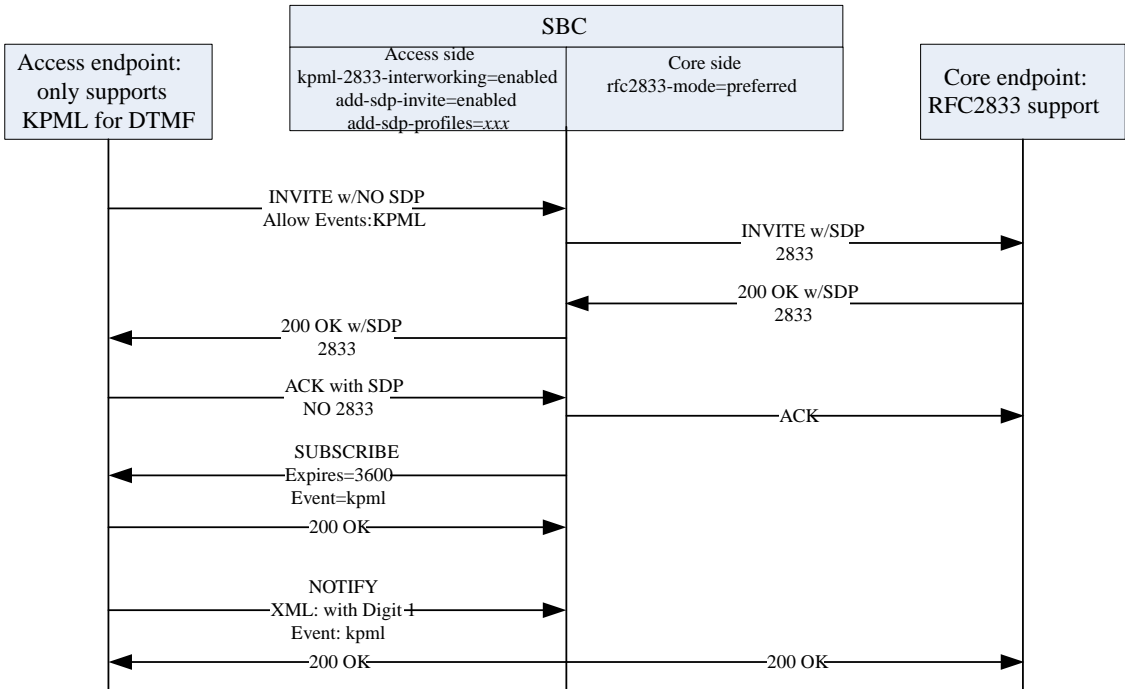 SBC
Access endpoint:
only supports
KPML for DTMF
Access side
kpml-2833-interworking=enabled
add-sdp-invite=enabled
add-sdp-profiles=xxx
Core side
rfc2833-mode=preferred
Core endpoint:
RFC2833 support
INVITE w/NO SDP
Allow Events:KPML
INVITE w/SDP
2833
200 OK w/SDP
2833
200 OK w/SDP
2833
ACK with SDP
NO 2833
ACK
SUBSCRIBE
Expires=3600
Event=kpml
200 OK
NOTIFY
XML: with Digit 1
Event: kpml
200 OK
200 OK